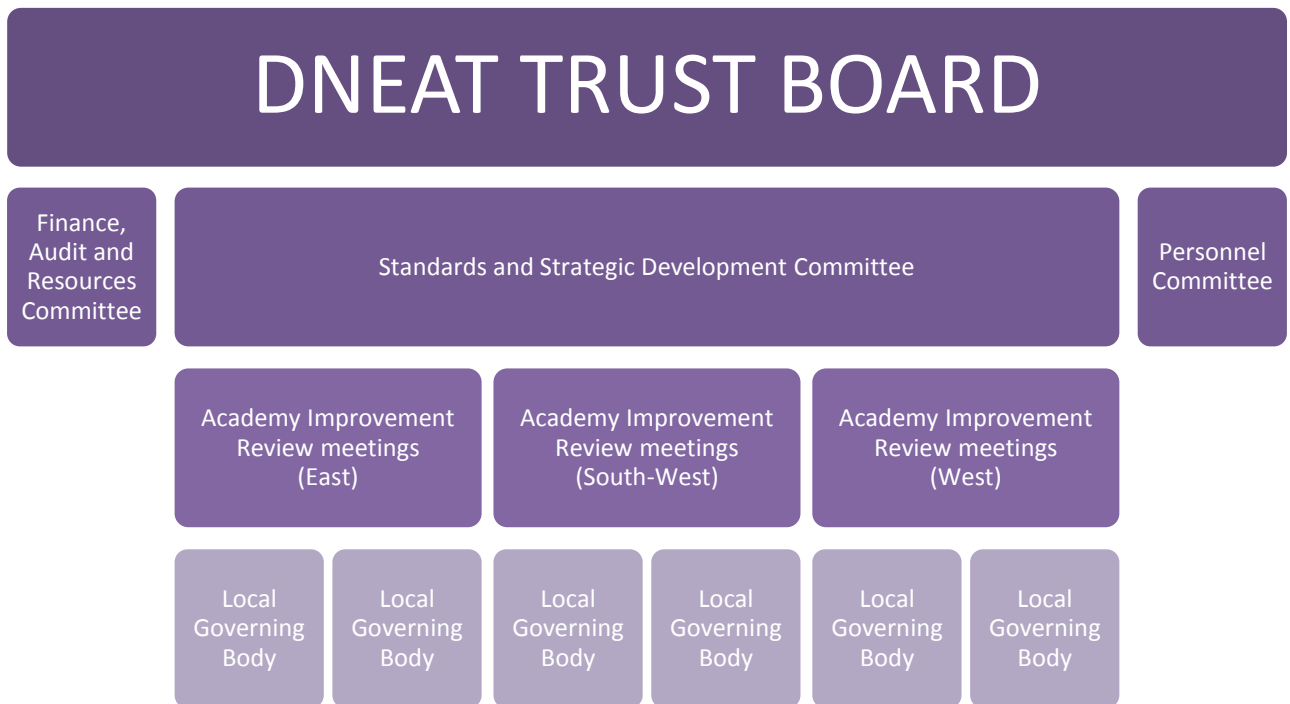 DNEAT TRUST BOARD
Finance,
Audit and
Resources
Committee
Standards and Strategic Development Committee
Personnel
Committee
Academy Improvement
Review meetings
(East)
Academy Improvement
Review meetings
(South-West)
Academy Improvement
Review meetings
(West)
Local
Governing
Body
Local
Governing
Body
Local
Governing
Body
Local
Governing
Body
Local
Governing
Body
Local
Governing
Body